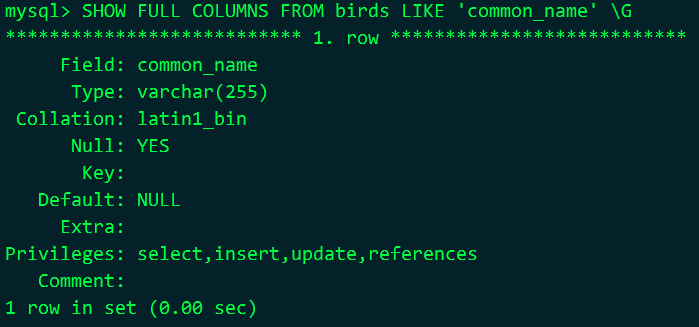 mysql> SHOW FULL COLUMNS FROM birds LIKE 'common_name' \G
*************************** 1. row ***************************
Field: common_name
Type: varchar(255)
Collation: latin1_bin
Null: YES
Key:
Default: NULL
Extra:
Privileges: select,insert,update,references
Comment:
1 row in set (0.00 sec)